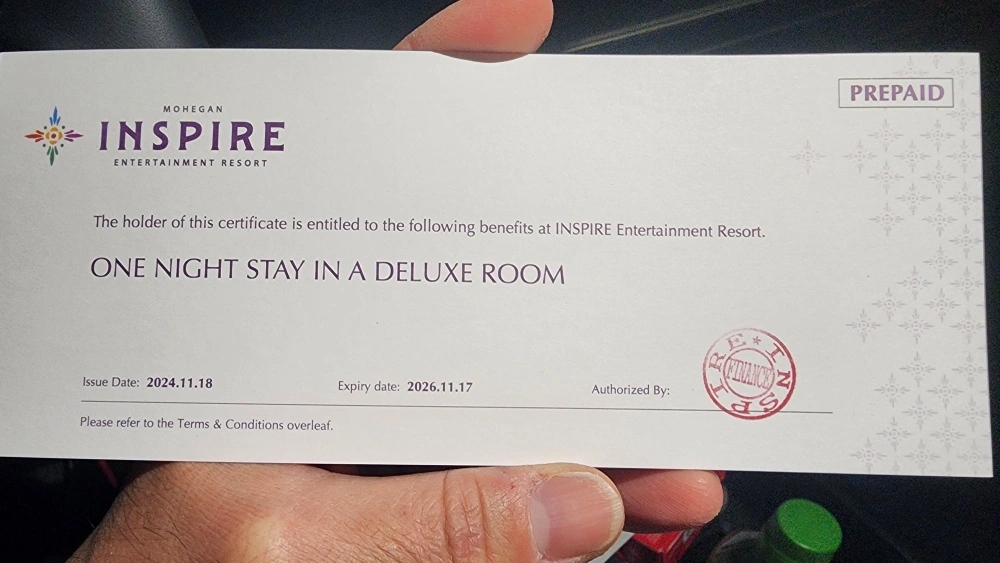 MOHEGAN
INSPIRE
ENTERTAINMENT RESORT
PREPAID
The holder of this certificate is entitled to the following benefits at INSPIRE Entertainment Resort.
ONE NIGHT STAY IN A DELUXE ROOM
Issue Date: 2024.11.18
Expiry date: 2026.11.17
Authorized By:
INSPIRE
FINANCE
Please refer to the Terms & Conditions overleaf.